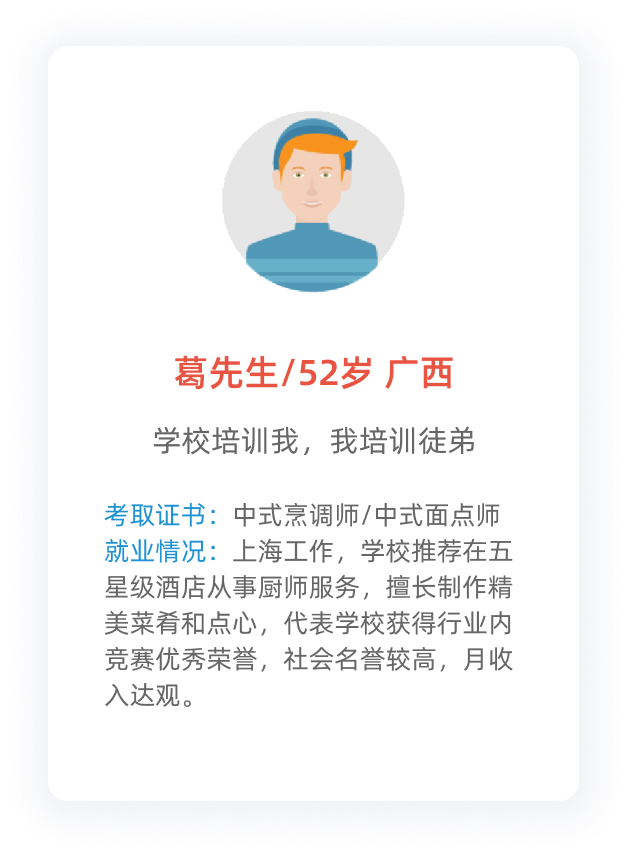 葛先生/52岁 广西
学校培训我，我培训徒弟
考取证书：中式烹调师/中式面点师
就业情况：上海工作，学校推荐在五
星级酒店从事厨师服务，擅长制作精
美菜肴和点心，代表学校获得行业内
竞赛优秀荣誉，社会名誉较高，月收
入达观。